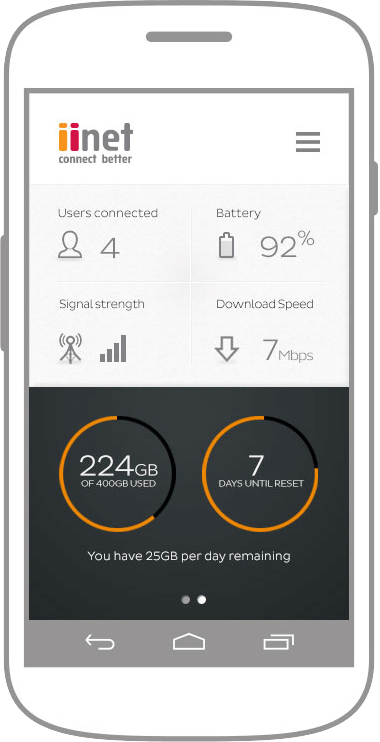 iinet
connect better
Users connected
4
Battery
92%
Signal strength
Download Speed
7Mbps
224GB
OF 400GB USED
7
DAYS UNTIL RESET
You have 25GB per day remaining